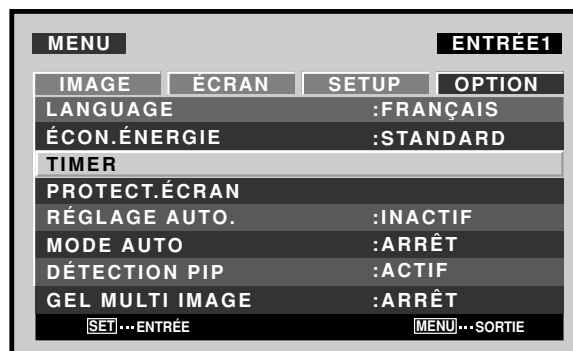 MENU ENTRÉE1
IMAGE ÉCRAN SETUP OPTION
LANGUAGE :FRANÇAIS
ÉCON.ÉNERGIE :STANDARD
TIMER
PROTECT.ÉCRAN
RÉGLAGE AUTO. :INACTIF
MODE AUTO :ARRÊT
DÉTECTION PIP :ACTIF
GEL MULTI IMAGE :ARRÊT
SET···ENTRÉE MENU···SORTIE